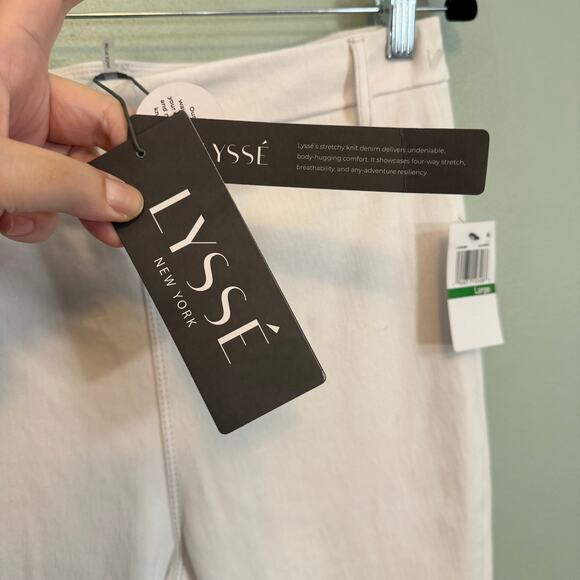 YSSÉ
Lyssé's stretchy knit denim delivers undeniable,
body-hugging comfort. It showcases four-way stretch,
breathability, and any-adventure resiliency.
LYSSÉ
NEW YORK
Large